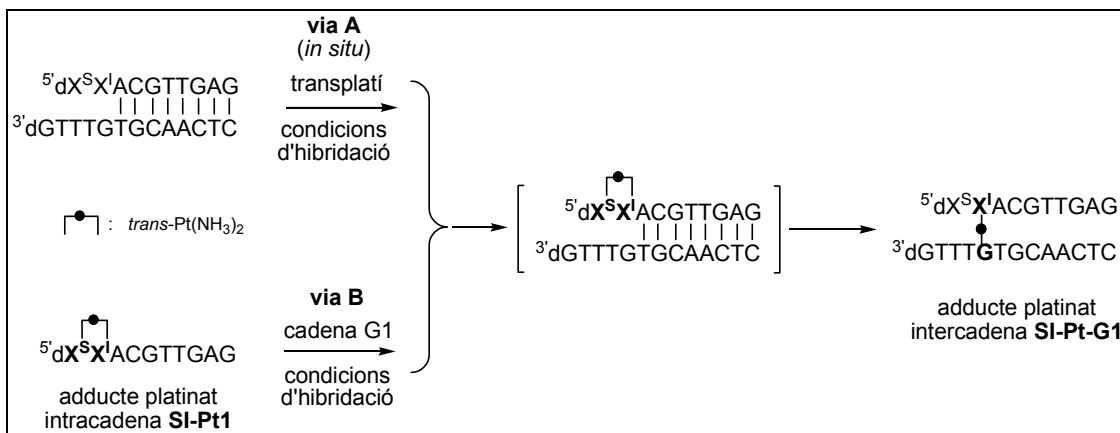 via A
(in situ)
5'dX^S X^I ACGTTGAG
transplatí
3'dGTTTGTGCAACTC
condicions
d'hibridació
: trans-Pt(NH3)2
5'dX^S X^I ACGTTGAG
3'dGTTTGTGCAACTC
5'dX^S X^I ACGTTGAG
3'dGTTTGTGCAACTC
adducte platinat
intercadena SI-Pt-G1
via B
cadena G1
5'dX^S X^I ACGTTGAG
condicions
d'hibridació
adducte platinat
intracadena SI-Pt1